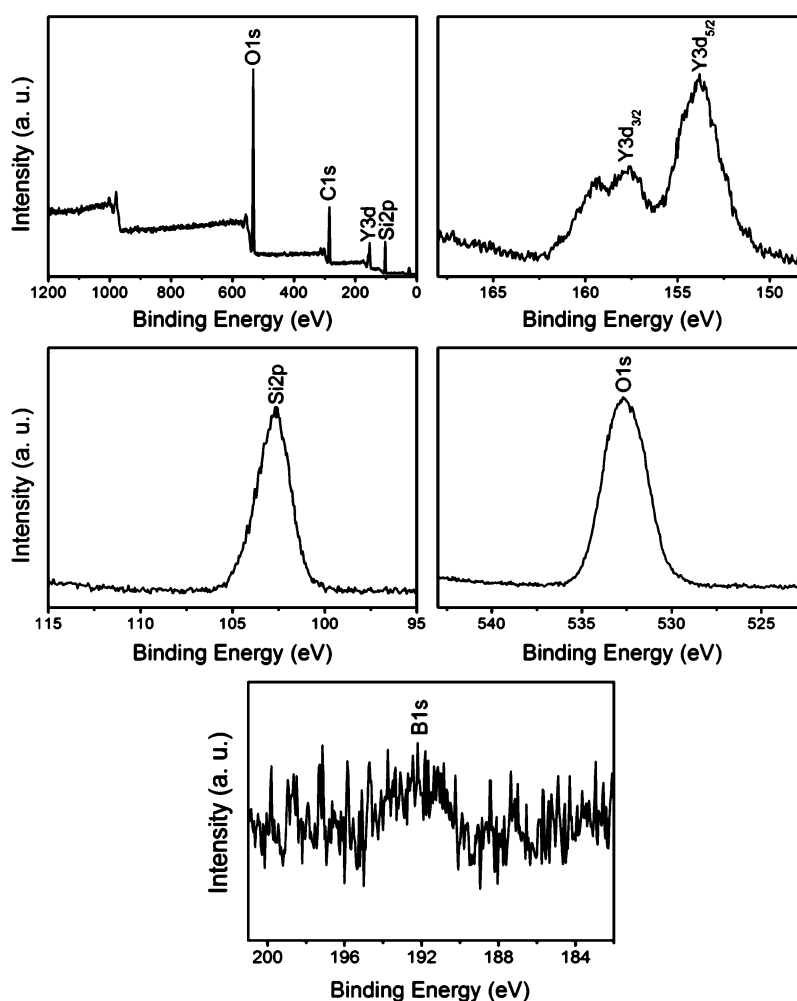 O1s
C1s
Y3d
Si2p
Intensity (a. u.)
1200 1000 800 600 400 200 0
Binding Energy (eV)
Y3d5/2
Y3d3/2
Intensity (a. u.)
165 160 155 150
Binding Energy (eV)
Si2p
Intensity (a. u.)
115 110 105 100 95
Binding Energy (eV)
O1s
Intensity (a. u.)
540 535 530 525
Binding Energy (eV)
B1s
Intensity (a. u.)
200 196 192 188 184
Binding Energy (eV)